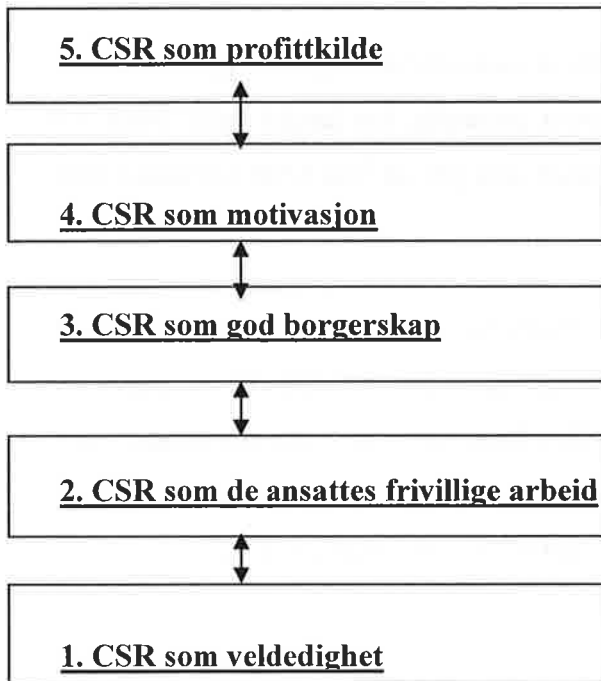 5. CSR som profittkilde
4. CSR som motivasjon
3. CSR som god borgerskap
2. CSR som de ansattes frivillige arbeid
1. CSR som veldedighet